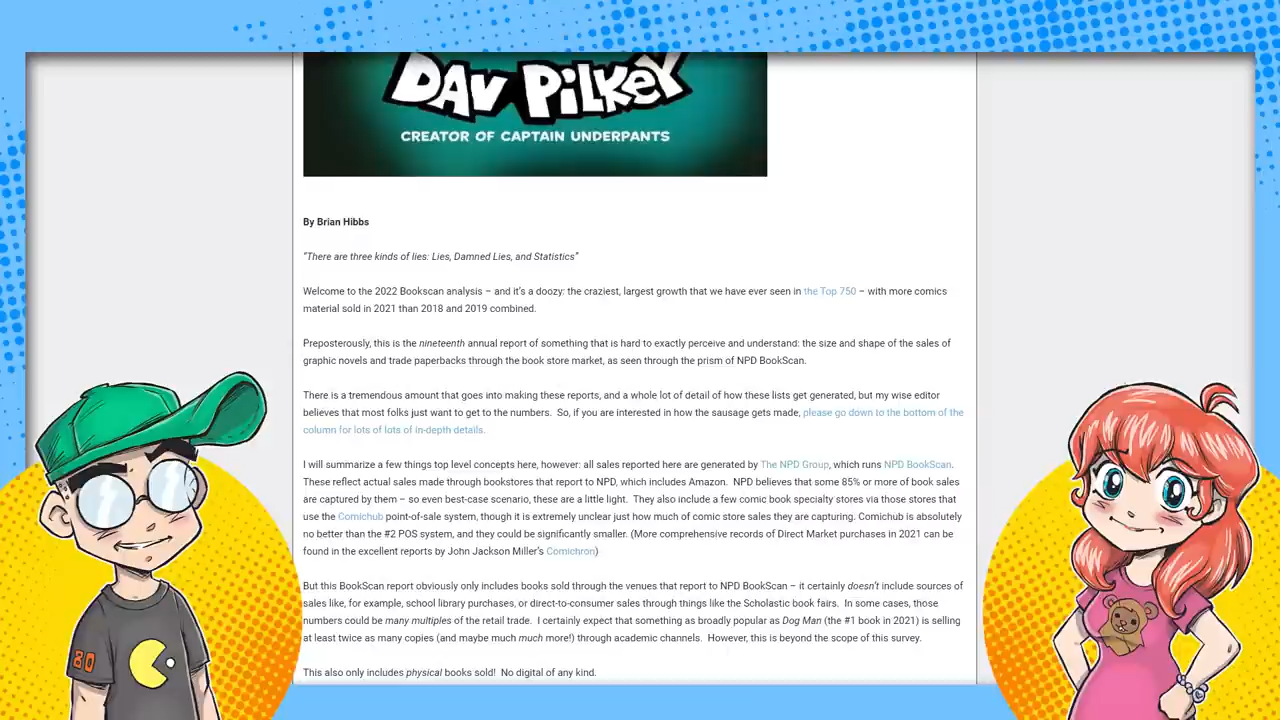 DAV PILKEY
CREATOR OF CAPTAIN UNDERPANTS
By Brian Hibbs
“There are three kinds of lies: Lies, Damned Lies, and Statistics”
Welcome to the 2022 Bookscan analysis – and it’s a doozy: the craziest, largest growth that we have ever seen in the Top 750 – with more comics
material sold in 2021 than 2018 and 2019 combined.
Preposterously, this is the nineteenth annual report of something that is hard to exactly perceive and understand: the size and shape of the sales of
graphic novels and trade paperbacks through the book store market, as seen through the prism of NPD BookScan.
There is a tremendous amount that goes into making these reports, and a whole lot of detail of how these lists get generated, but my wise editor
believes that most folks just want to get to the numbers.  So, if you are interested in how the sausage gets made, please go down to the bottom of the
column for lots of lots of in-depth details.
I will summarize a few things top level concepts here, however: all sales reported here are generated by The NPD Group, which runs NPD BookScan.
These reflect actual sales made through bookstores that report to NPD, which includes Amazon.  NPD believes that some 85% or more of book sales
are captured by them – so even best-case scenario, these are a little light.  They also include a few comic book specialty stores via those stores that
use the Comichub point-of-sale system, though it is extremely unclear just how much of comic store sales they are capturing. Comichub is absolutely
no better than the #2 POS system, and they could be significantly smaller. (More comprehensive records of Direct Market purchases in 2021 can be
found in the excellent reports by John Jackson Miller’s Comichron)
But this BookScan report obviously only includes books sold through the venues that report to NPD BookScan – it certainly doesn’t include sources of
sales like, for example, school library purchases, or direct-to-consumer sales through things like the Scholastic book fairs.  In some cases, those
numbers could be many multiples of the retail trade.  I certainly expect that something as broadly popular as Dog Man (the #1 book in 2021) is selling
at least twice as many copies (and maybe much much more!) through academic channels.  However, this is beyond the scope of this survey.
This also only includes physical books sold!  No digital of any kind.
80